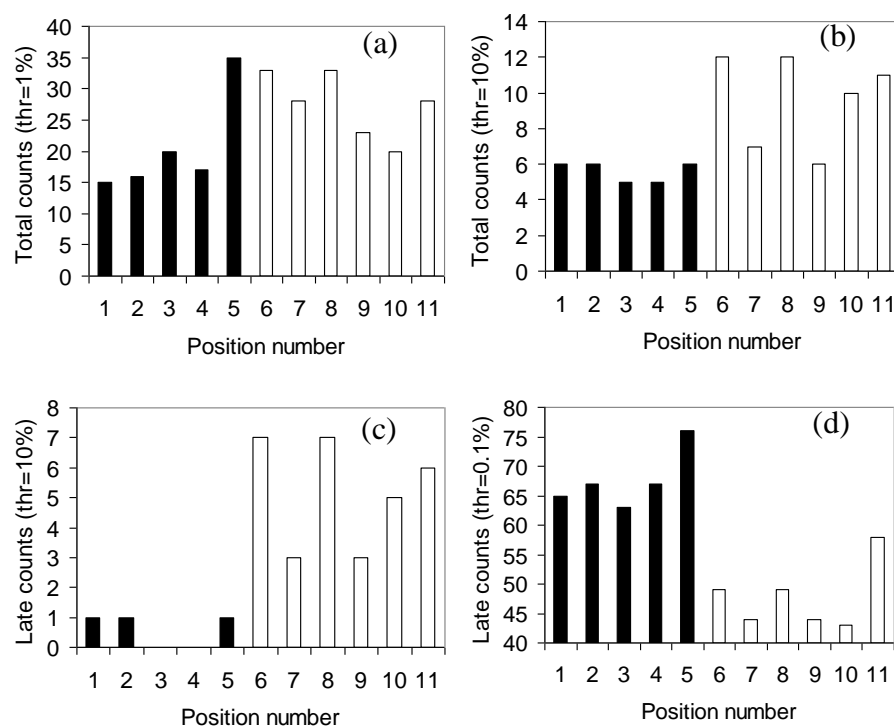 (a)
Total counts (thr=1%)
40
35
30
25
20
15
10
5
0
1 2 3 4 5 6 7 8 9 10 11
Position number
(b)
Total counts (thr=10%)
14
12
10
8
6
4
2
0
1 2 3 4 5 6 7 8 9 10 11
Position number
(c)
Late counts (thr=10%)
8
7
6
5
4
3
2
1
0
1 2 3 4 5 6 7 8 9 10 11
Position number
(d)
Late counts (thr=0.1%)
80
75
70
65
60
55
50
45
40
1 2 3 4 5 6 7 8 9 10 11
Position number